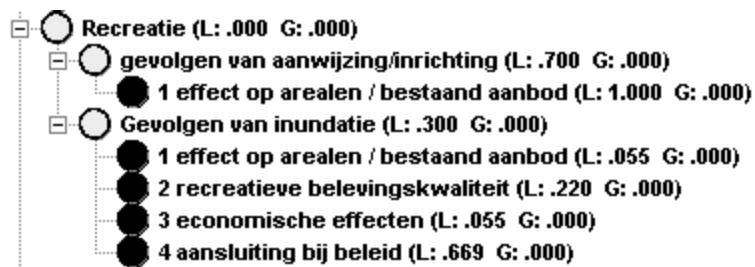 Recreatie (L: .000 G: .000)
gevolgen van aanwijzing/inrichting (L: .700 G: .000)
1 effect op arealen / bestaand aanbod (L: 1.000 G: .000)
Gevolgen van inundatie (L: .300 G: .000)
1 effect op arealen / bestaand aanbod (L: .055 G: .000)
2 recreatieve belevingskwaliteit (L: .220 G: .000)
3 economische effecten (L: .055 G: .000)
4 aansluiting bij beleid (L: .669 G: .000)